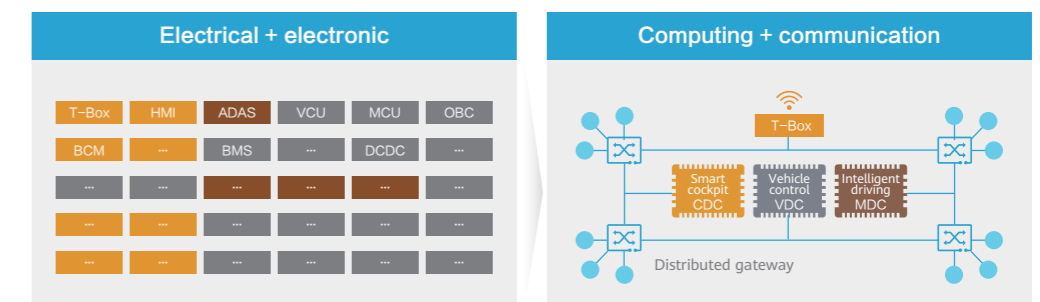 Electrical + electronic
Computing + communication
T-Box HMI ADAS VCU MCU OBC
BCM ... BMS ... DCDC ...
... ... ... ... ... ...
... ... ... ... ... ...
... ... ... ... ... ...
T-Box
Smart
cockpit
CDC
Vehicle
control
VDC
Intelligent
driving
MDC
Distributed gateway